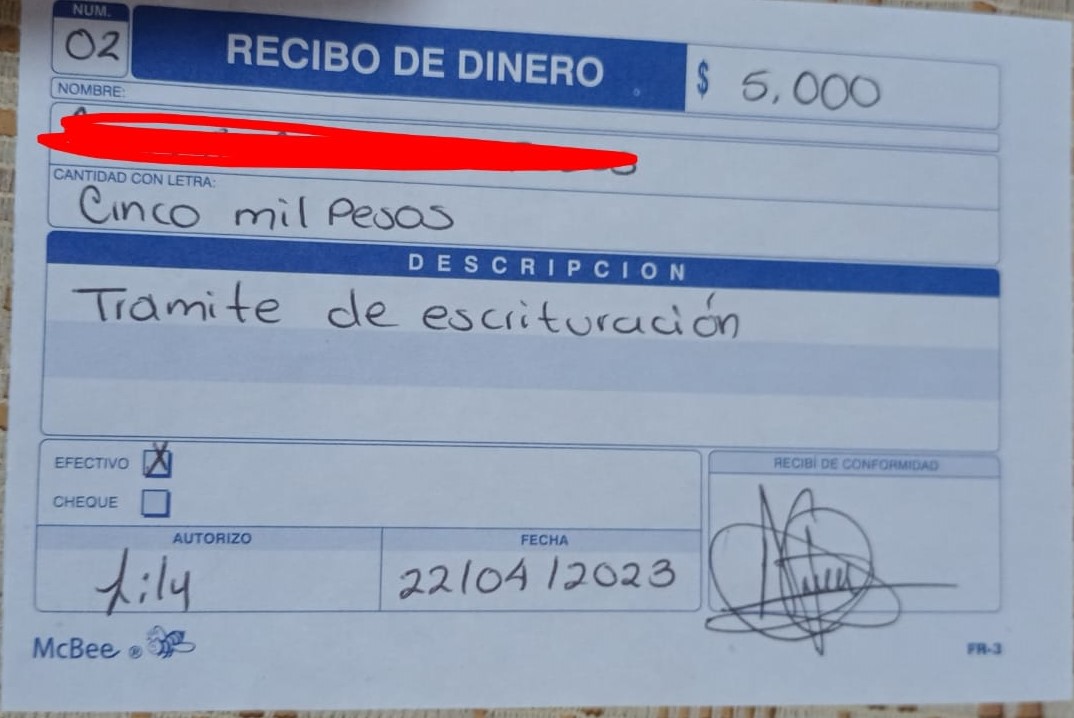 NUM.
02
RECIBO DE DINERO
$ 5,000
NOMBRE:
CANTIDAD CON LETRA:
Cinco mil Pesos
DESCRIPCION
Tramite de escrituración
EFECTIVO X
CHEQUE
RECIBÍ DE CONFORMIDAD
AUTORIZO
FECHA
Lily
22/04/2023
McBee ®
FR-3